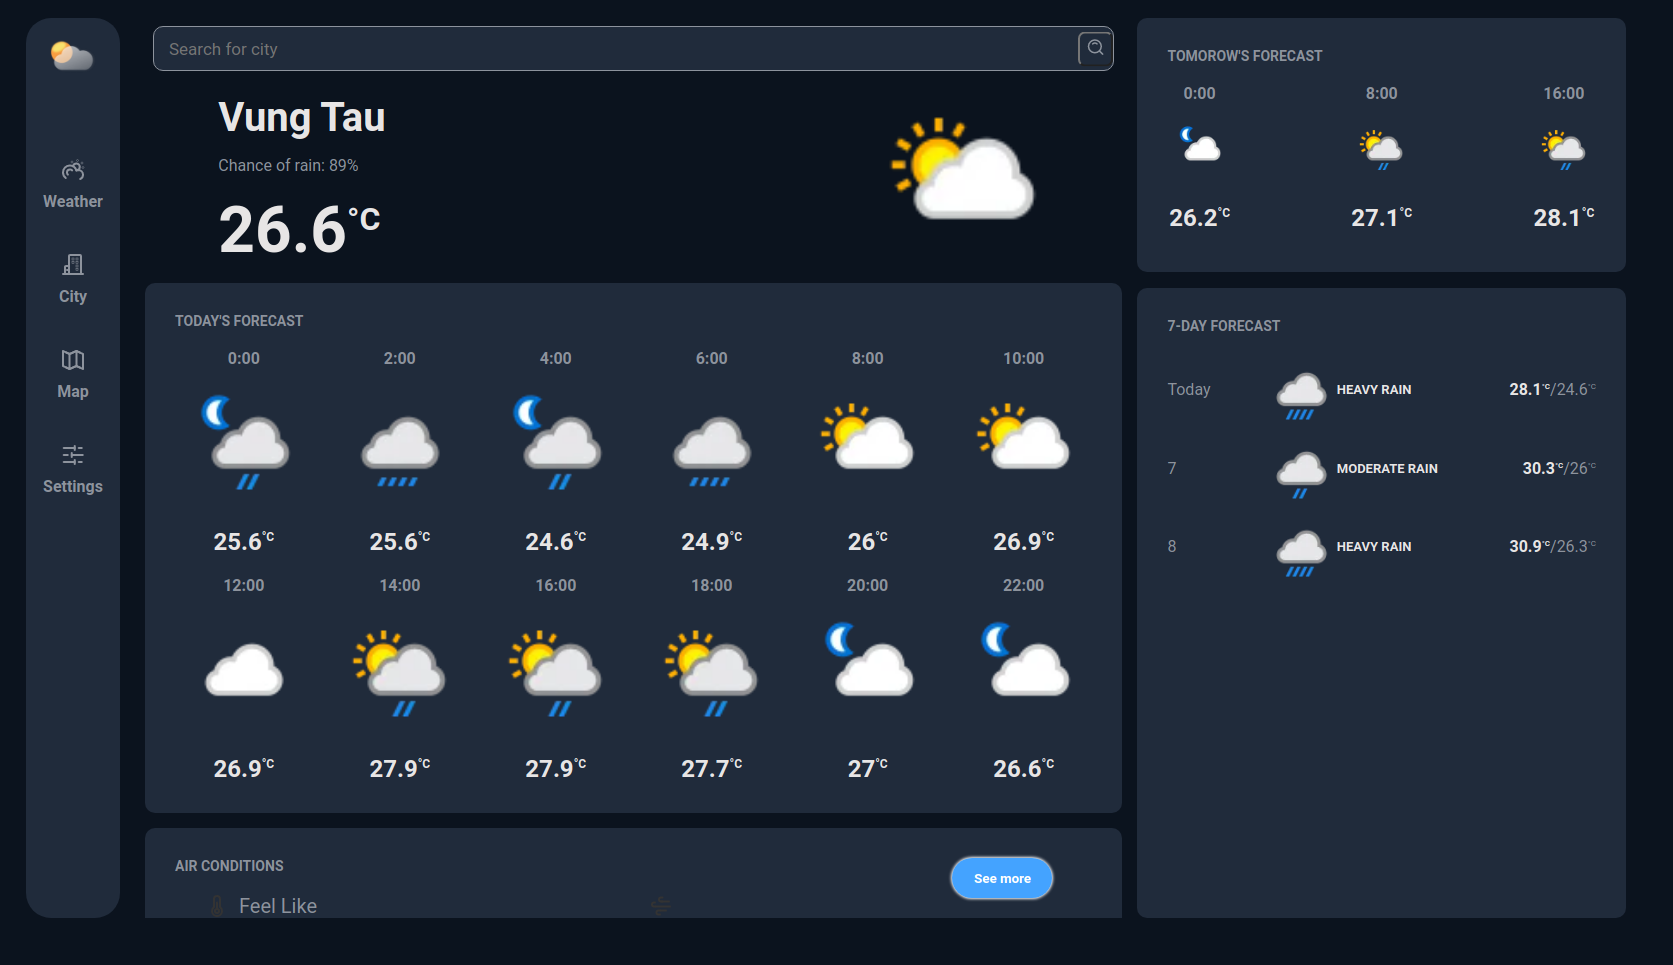 Weather
City
Map
Settings
Search for city
Vung Tau
Chance of rain: 89%
26.6°C
TODAY'S FORECAST
0:00 2:00 4:00 6:00 8:00 10:00
25.6°C 25.6°C 24.6°C 24.9°C 26°C 26.9°C
12:00 14:00 16:00 18:00 20:00 22:00
26.9°C 27.9°C 27.9°C 27.7°C 27°C 26.6°C
AIR CONDITIONS
See more
Feel Like
TOMOROW'S FORECAST
0:00 8:00 16:00
26.2°C 27.1°C 28.1°C
7-DAY FORECAST
Today HEAVY RAIN 28.1°C/24.6°C
7 MODERATE RAIN 30.3°C/26°C
8 HEAVY RAIN 30.9°C/26.3°C